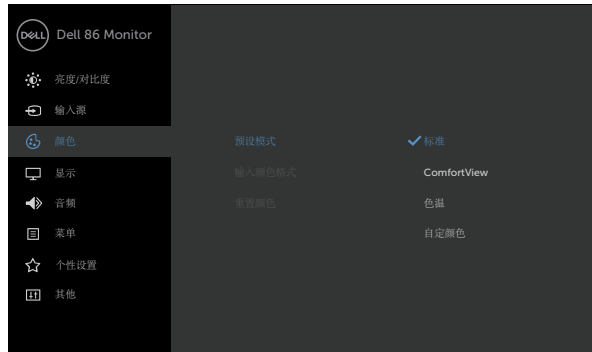 DELL Dell 86 Monitor
亮度/对比度
输入源
颜色 预设模式 标准
显示 输入颜色格式 ComfortView
音频 重置颜色 色温
菜单 自定颜色
个性设置
其他